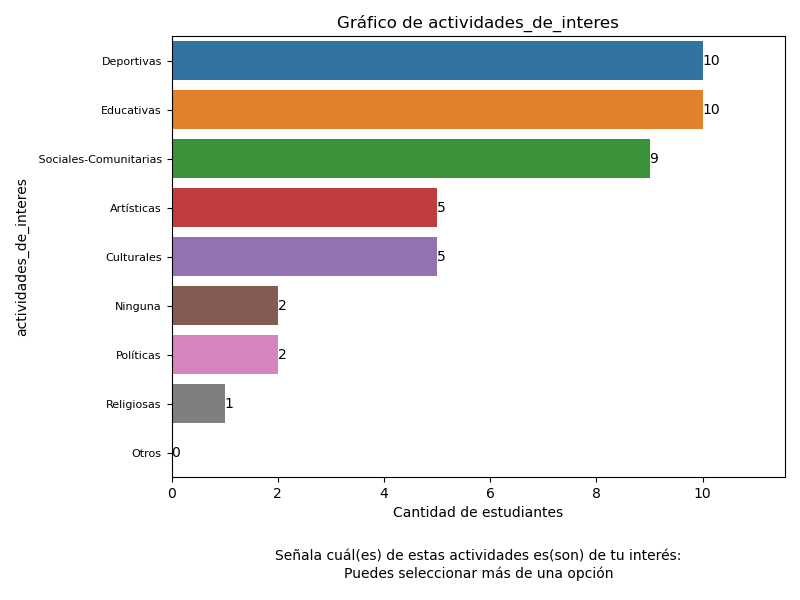 Gráfico de actividades_de_interes
Deportivas 10
Educativas 10
Sociales-Comunitarias 9
Artísticas 5
Culturales 5
Ninguna 2
Políticas 2
Religiosas 1
Otros 0
actividades_de_interes
0 2 4 6 8 10
Cantidad de estudiantes
Señala cuál(es) de estas actividades es(son) de tu interés:
Puedes seleccionar más de una opción